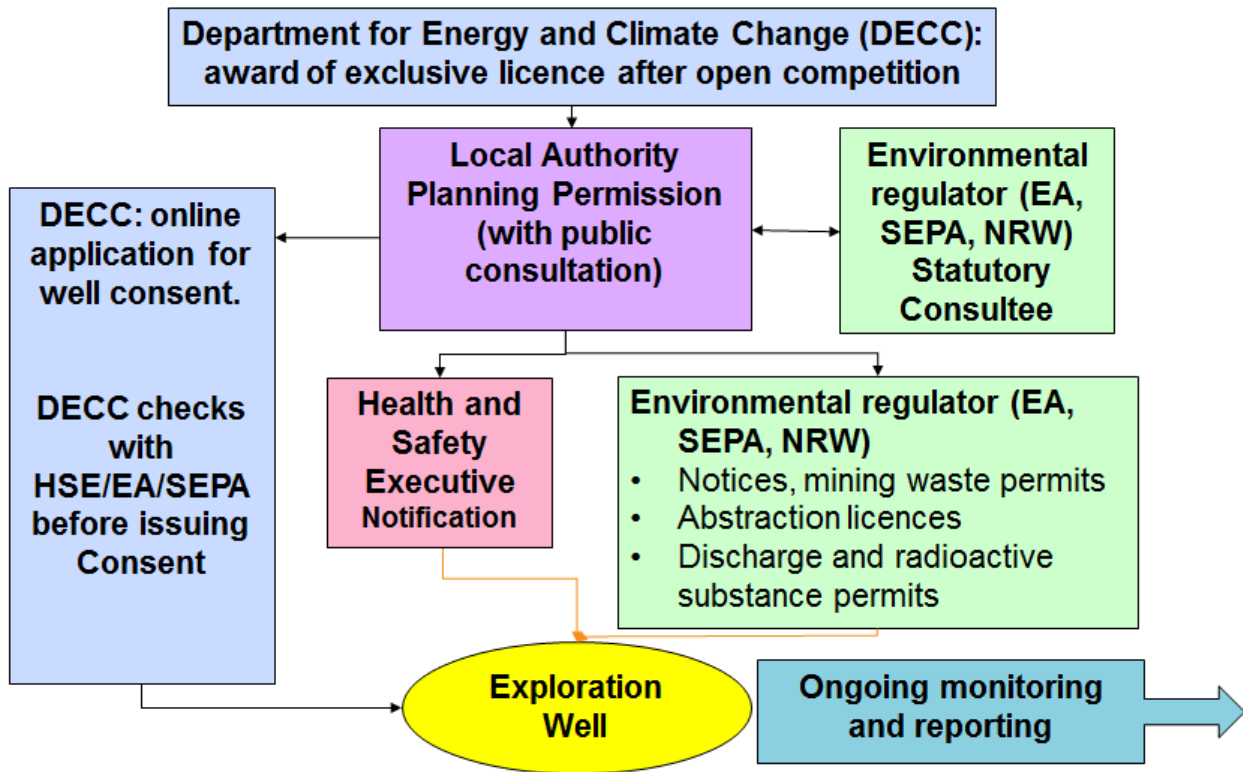 Department for Energy and Climate Change (DECC):
award of exclusive licence after open competition
Local Authority
Planning Permission
(with public
consultation)
Environmental
regulator (EA,
SEPA, NRW)
Statutory
Consultee
DECC: online
application for
well consent.
DECC checks
with
HSE/EA/SEPA
before issuing
Consent
Health and
Safety
Executive
Notification
Environmental regulator (EA,
SEPA, NRW)
• Notices, mining waste permits
• Abstraction licences
• Discharge and radioactive
substance permits
Exploration
Well
Ongoing monitoring
and reporting